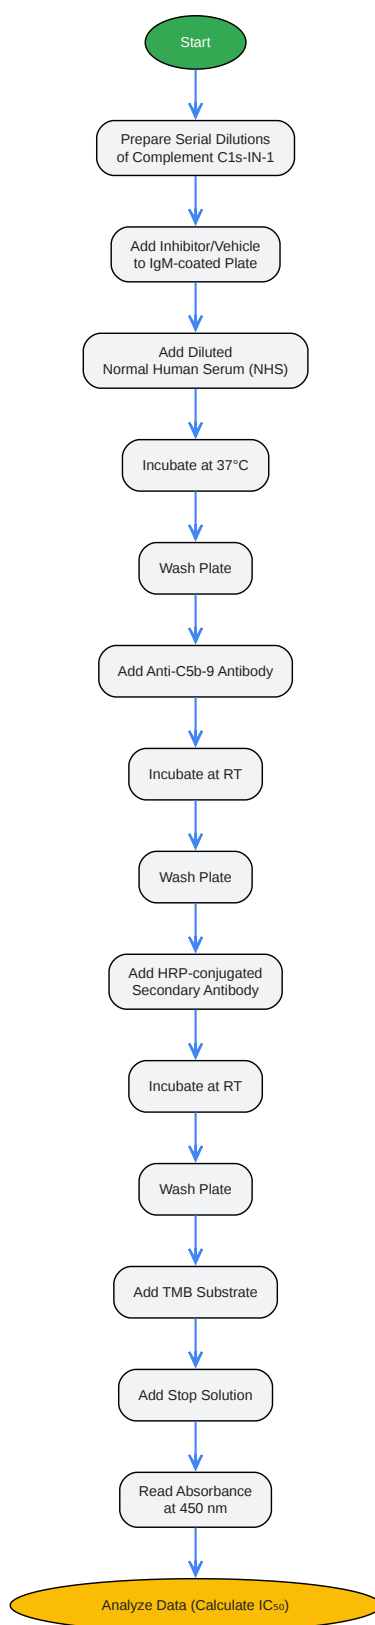 Start
Prepare Serial Dilutions
of Complement C1s-IN-1
Add Inhibitor/Vehicle
to IgM-coated Plate
Add Diluted
Normal Human Serum (NHS)
Incubate at 37°C
Wash Plate
Add Anti-C5b-9 Antibody
Incubate at RT
Wash Plate
Add HRP-conjugated
Secondary Antibody
Incubate at RT
Wash Plate
Add TMB Substrate
Add Stop Solution
Read Absorbance
at 450 nm
Analyze Data (Calculate IC₅₀)